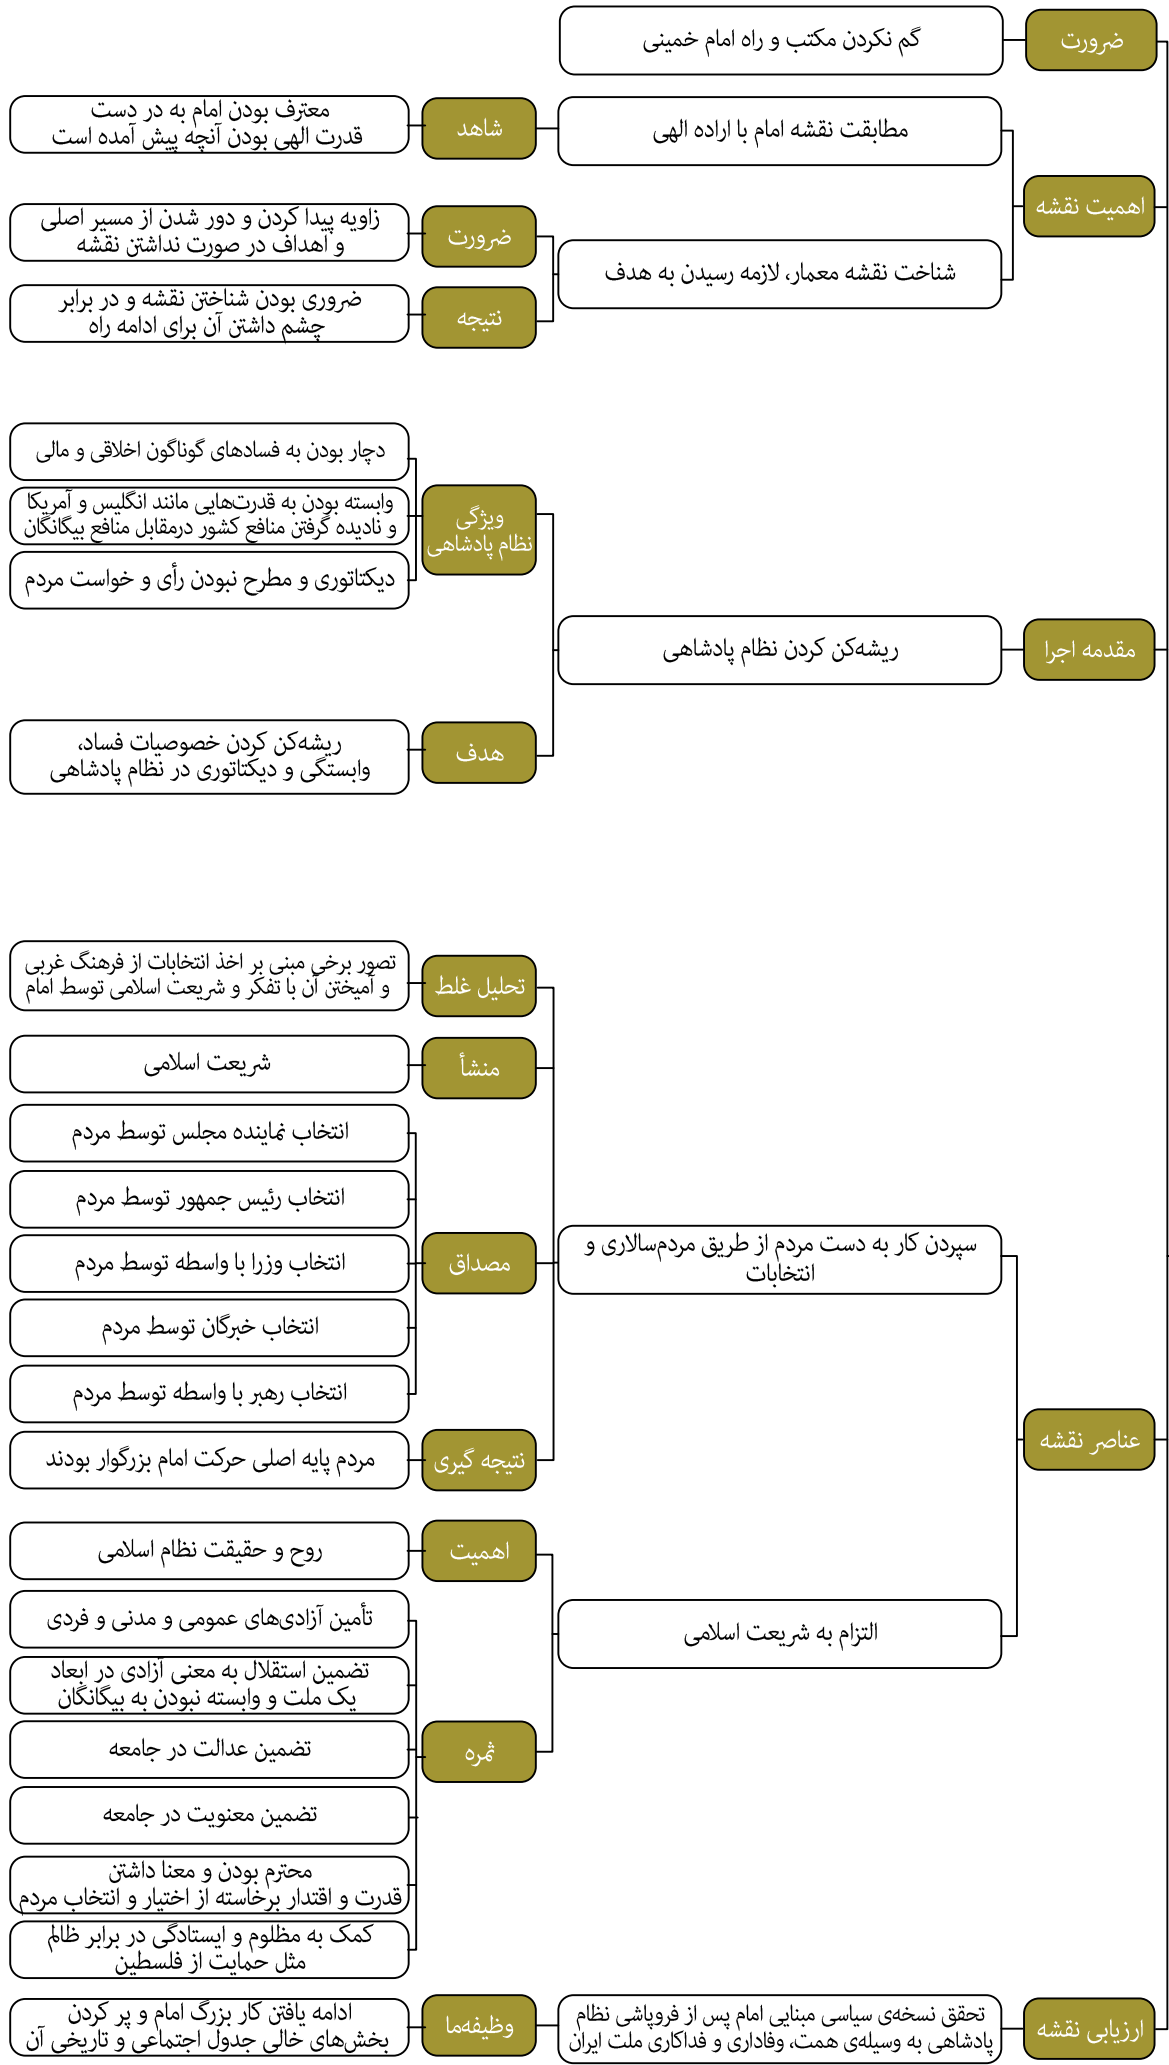 ضرورت
گم نکردن مکتب و راه امام خمینی
اهمیت نقشه
مطابقت نقشه امام با اراده الهی
شاهد
معترف بودن امام به در دست
قدرت الهی بودن آنچه پیش آمده است
شناخت نقشه معمار، لازمه رسیدن به هدف
ضرورت
زاویه پیدا کردن و دور شدن از مسیر اصلی
و اهداف در صورت نداشتن نقشه
نتیجه
ضروری بودن شناختن نقشه و در برابر
چشم داشتن آن برای ادامه راه
مقدمه اجرا
ریشه‌کن کردن نظام پادشاهی
ویژگی
نظام پادشاهی
دچار بودن به فسادهای گوناگون اخلاقی و مالی
وابسته بودن به قدرت‌هایی مانند انگلیس و آمریکا
و نادیده گرفتن منافع کشور درمقابل منافع بیگانگان
دیکتاتوری و مطرح نبودن رأی و خواست مردم
هدف
ریشه‌کن کردن خصوصیات فساد،
وابستگی و دیکتاتوری در نظام پادشاهی
عناصر نقشه
سپردن کار به دست مردم از طریق مردم‌سالاری و
انتخابات
تحلیل غلط
تصور برخی مبنی بر اخذ انتخابات از فرهنگ غربی
و آمیختن آن با تفکر و شریعت اسلامی توسط امام
منشأ
شریعت اسلامی
مصداق
انتخاب نماینده مجلس توسط مردم
انتخاب رئیس جمهور توسط مردم
انتخاب وزرا با واسطه توسط مردم
انتخاب خبرگان توسط مردم
انتخاب رهبر با واسطه توسط مردم
نتیجه گیری
مردم پایه اصلی حرکت امام بزرگوار بودند
التزام به شریعت اسلامی
اهمیت
روح و حقیقت نظام اسلامی
ثمره
تأمین آزادی‌های عمومی و مدنی و فردی
تضمین استقلال به معنی آزادی در ابعاد
یک ملت و وابسته نبودن به بیگانگان
تضمین عدالت در جامعه
تضمین معنویت در جامعه
محترم بودن و معنا داشتن
قدرت و اقتدار برخاسته از اختیار و انتخاب مردم
کمک به مظلوم و ایستادگی در برابر ظالم
مثل حمایت از فلسطین
ارزیابی نقشه
تحقق نسخه‌ی سیاسی مبنایی امام پس از فروپاشی نظام
پادشاهی به وسیله‌ی همت، وفاداری و فداکاری ملت ایران
وظیفه‌ما
ادامه یافتن کار بزرگ امام و پر کردن
بخش‌های خالی جدول اجتماعی و تاریخی آن